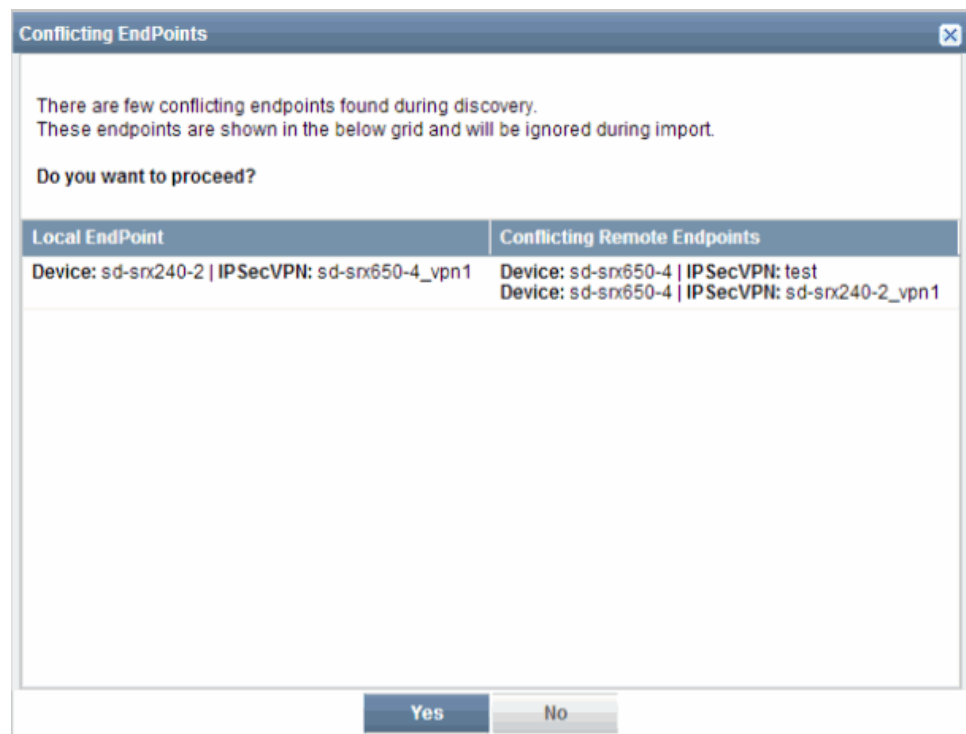 Conflicting EndPoints
There are few conflicting endpoints found during discovery.
These endpoints are shown in the below grid and will be ignored during import.
Do you want to proceed?
Local EndPoint
Conflicting Remote Endpoints
Device: sd-srx240-2 | IPSecVPN: sd-srx650-4_vpn1
Device: sd-srx650-4 | IPSecVPN: test
Device: sd-srx650-4 | IPSecVPN: sd-srx240-2_vpn1
Yes
No